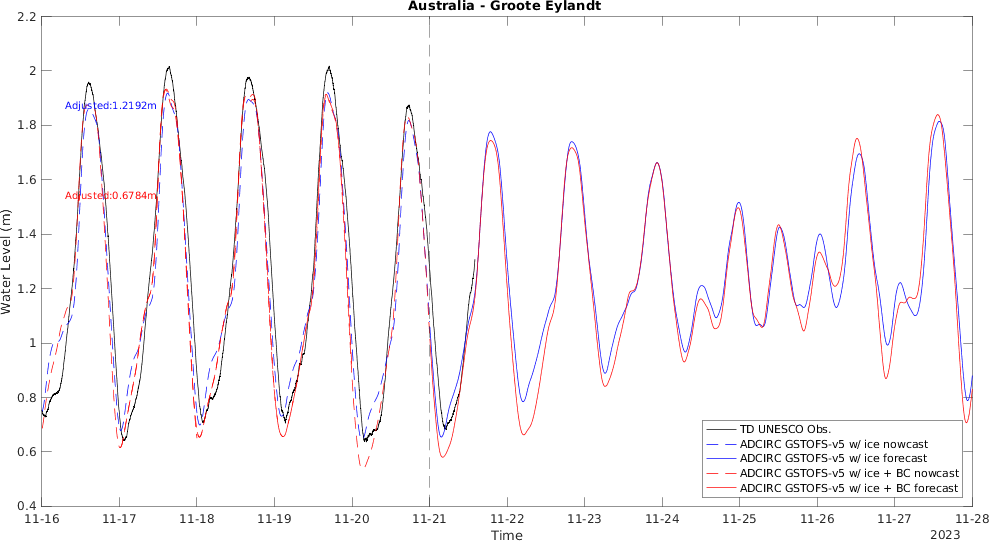 Australia - Groote Eylandt
2.2
2
1.8
1.6
1.4
1.2
1
0.8
0.6
0.4
Water Level (m)
Adjusted:1.2192m
Adjusted:0.6784m
TD UNESCO Obs.
ADCIRC GSTOFS-v5 w/ ice nowcast
ADCIRC GSTOFS-v5 w/ ice forecast
ADCIRC GSTOFS-v5 w/ ice + BC nowcast
ADCIRC GSTOFS-v5 w/ ice + BC forecast
11-16 11-17 11-18 11-19 11-20 11-21 11-22 11-23 11-24 11-25 11-26 11-27 11-28
Time
2023